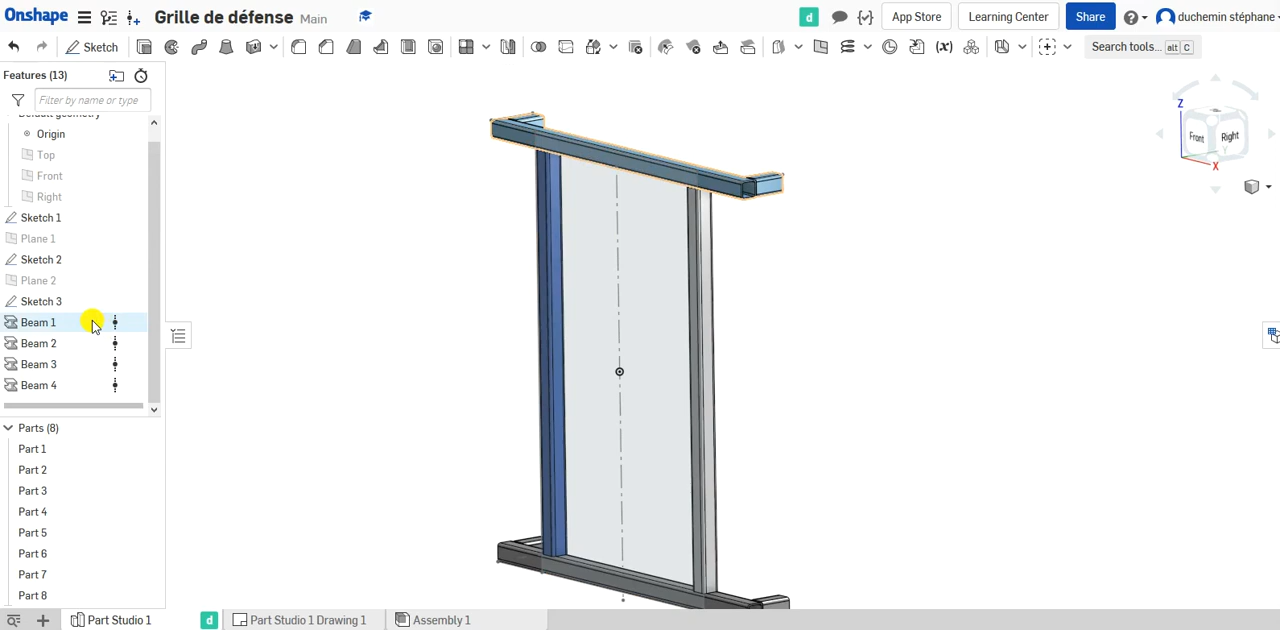 Onshape Grille de défense Main d App Store Learning Center Share duchemin stéphane
Sketch Search tools... alt C
Features (13)
Filter by name or type
Default geometry
Origin
Top
Front
Right
Sketch 1
Plane 1
Sketch 2
Plane 2
Sketch 3
Beam 1
Beam 2
Beam 3
Beam 4
Parts (8)
Part 1
Part 2
Part 3
Part 4
Part 5
Part 6
Part 7
Part 8
Z
Front Right
Y
X
Part Studio 1 d Part Studio 1 Drawing 1 Assembly 1